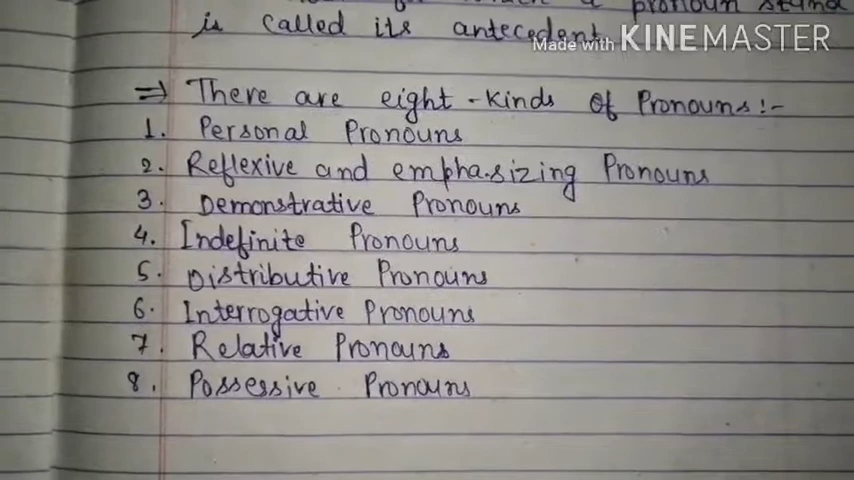 a pronoun stand
is called its antecedent.
Made with KINEMASTER
⇒ There are eight - kinds of Pronouns :-
1. Personal Pronouns
2. Reflexive and emphasizing Pronouns
3. Demonstrative Pronouns
4. Indefinite Pronouns
5. Distributive Pronouns
6. Interrogative Pronouns
7. Relative Pronouns
8. Possessive Pronouns